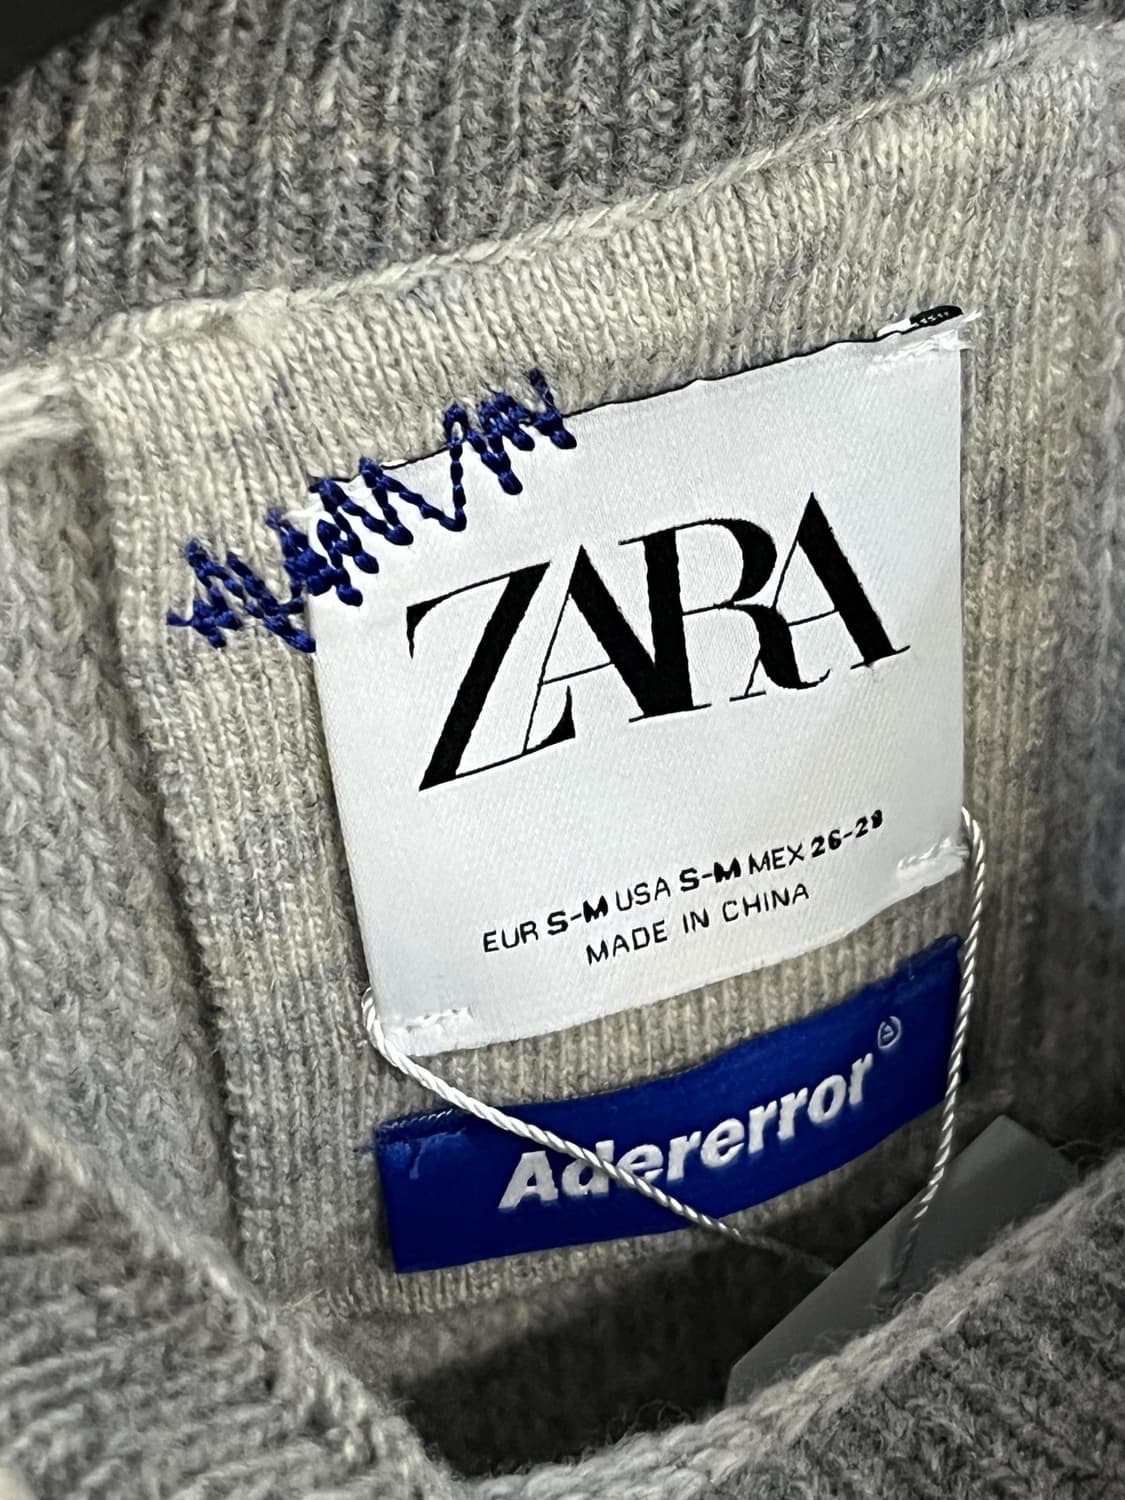 ZARA
EUR S-M USA S-M MEX 26-28
MADE IN CHINA
Adererror